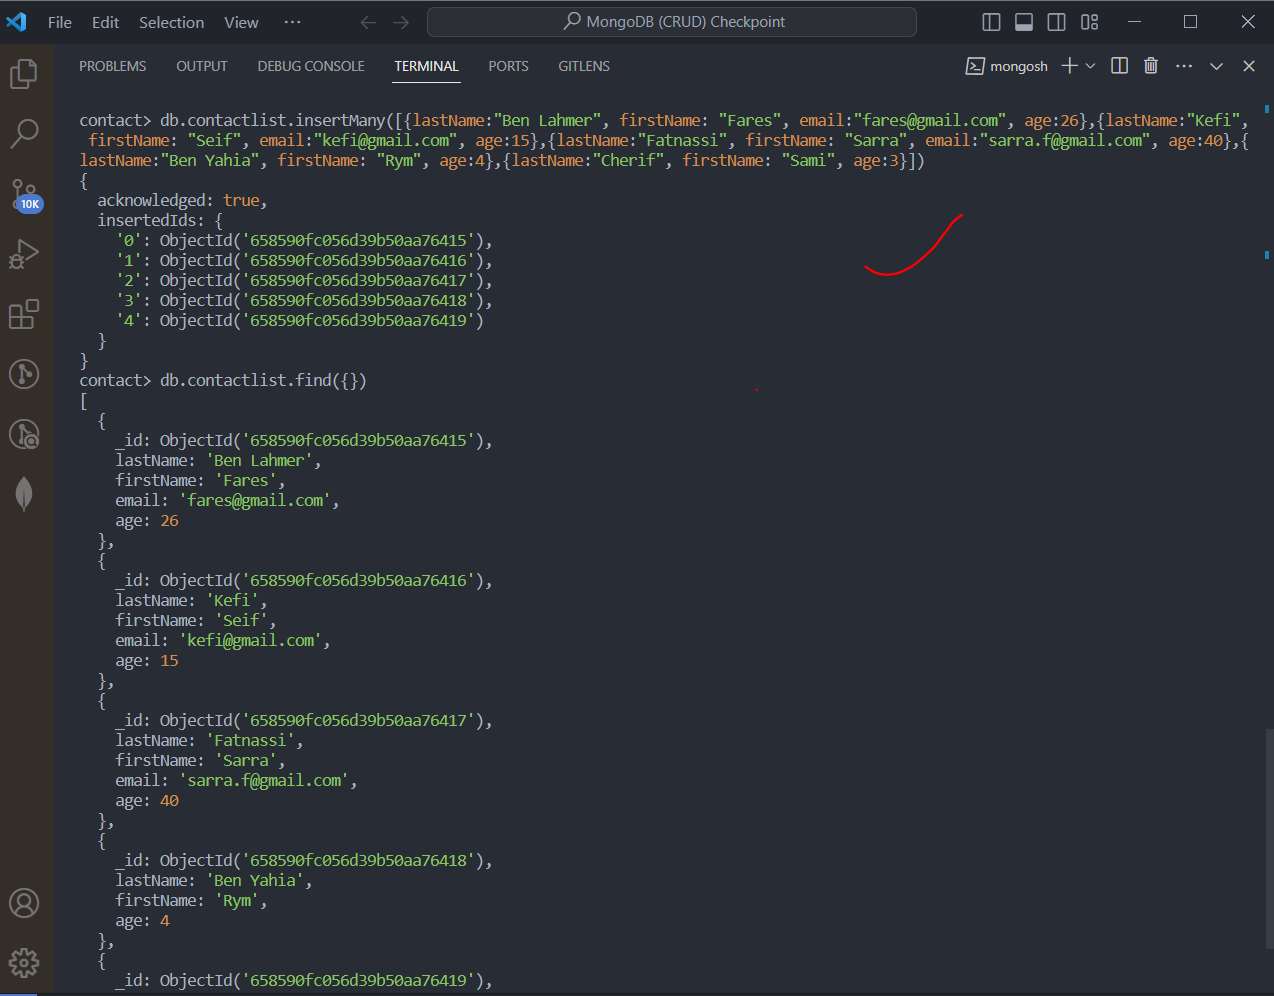 File Edit Selection View ··· MongoDB (CRUD) Checkpoint
PROBLEMS OUTPUT DEBUG CONSOLE TERMINAL PORTS GITLENS mongosh
contact> db.contactlist.insertMany([{lastName:"Ben Lahmer", firstName: "Fares", email:"fares@gmail.com", age:26},{lastName:"Kefi",
firstName: "Seif", email:"kefi@gmail.com", age:15},{lastName:"Fatnassi", firstName: "Sarra", email:"sarra.f@gmail.com", age:40},{
lastName:"Ben Yahia", firstName: "Rym", age:4},{lastName:"Cherif", firstName: "Sami", age:3}])
{
  acknowledged: true,
  insertedIds: {
    '0': ObjectId('658590fc056d39b50aa76415'),
    '1': ObjectId('658590fc056d39b50aa76416'),
    '2': ObjectId('658590fc056d39b50aa76417'),
    '3': ObjectId('658590fc056d39b50aa76418'),
    '4': ObjectId('658590fc056d39b50aa76419')
  }
}
contact> db.contactlist.find({})
[
  {
    _id: ObjectId('658590fc056d39b50aa76415'),
    lastName: 'Ben Lahmer',
    firstName: 'Fares',
    email: 'fares@gmail.com',
    age: 26
  },
  {
    _id: ObjectId('658590fc056d39b50aa76416'),
    lastName: 'Kefi',
    firstName: 'Seif',
    email: 'kefi@gmail.com',
    age: 15
  },
  {
    _id: ObjectId('658590fc056d39b50aa76417'),
    lastName: 'Fatnassi',
    firstName: 'Sarra',
    email: 'sarra.f@gmail.com',
    age: 40
  },
  {
    _id: ObjectId('658590fc056d39b50aa76418'),
    lastName: 'Ben Yahia',
    firstName: 'Rym',
    age: 4
  },
  {
    _id: ObjectId('658590fc056d39b50aa76419'),
10K